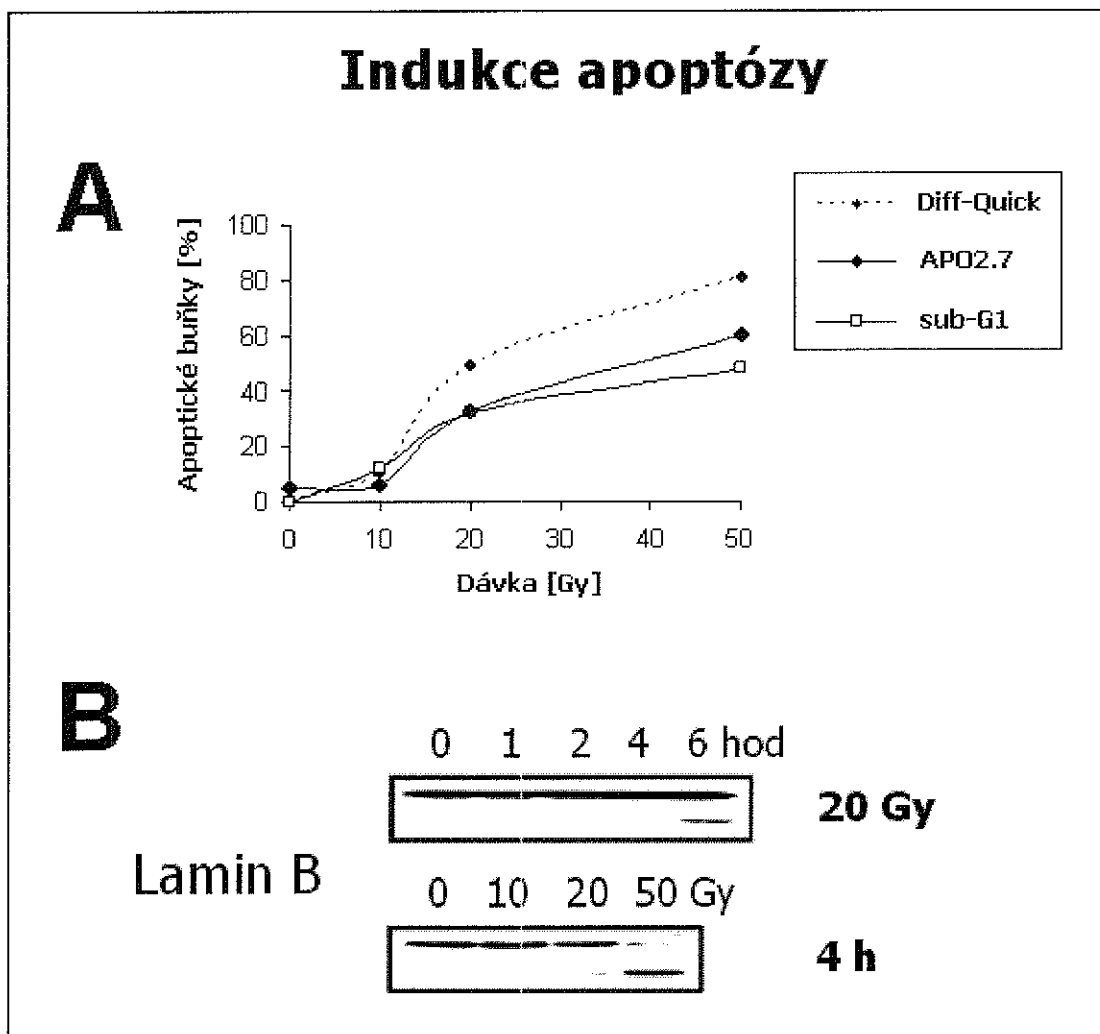 Indukce apoptózy
A
Apoptické buňky [%]
100
80
60
40
20
0
0 10 20 30 40 50
Dávka [Gy]
Diff-Quick
APO2.7
sub-G1
B
0 1 2 4 6 hod
20 Gy
Lamin B
0 10 20 50 Gy
4 h